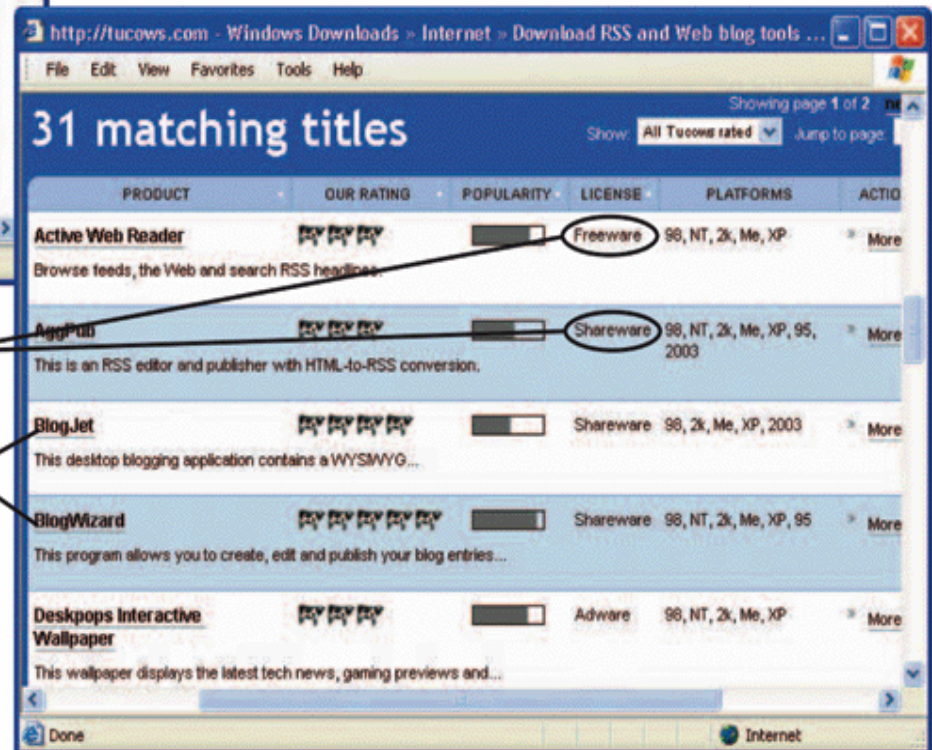 http://tucows.com - Windows Downloads » Internet » Download RSS and Web blog tools ...
File Edit View Favorites Tools Help
Showing page 1 of 2
31 matching titles
Show: All Tucows rated Jump to page:
PRODUCT OUR RATING POPULARITY LICENSE PLATFORMS ACTIO
Active Web Reader Freeware 98, NT, 2k, Me, XP » More
Browse feeds, the Web and search RSS headlines.
AggPub Shareware 98, NT, 2k, Me, XP, 95, » More
2003
This is an RSS editor and publisher with HTML-to-RSS conversion.
BlogJet Shareware 98, 2k, Me, XP, 2003 » More
This desktop blogging application contains a WYSIWYG...
BlogWizard Shareware 98, NT, 2k, Me, XP, 95 » More
This program allows you to create, edit and publish your blog entries...
Deskpops Interactive Adware 98, NT, 2k, Me, XP » More
Wallpaper
This wallpaper displays the latest tech news, gaming previews and...
Done Internet